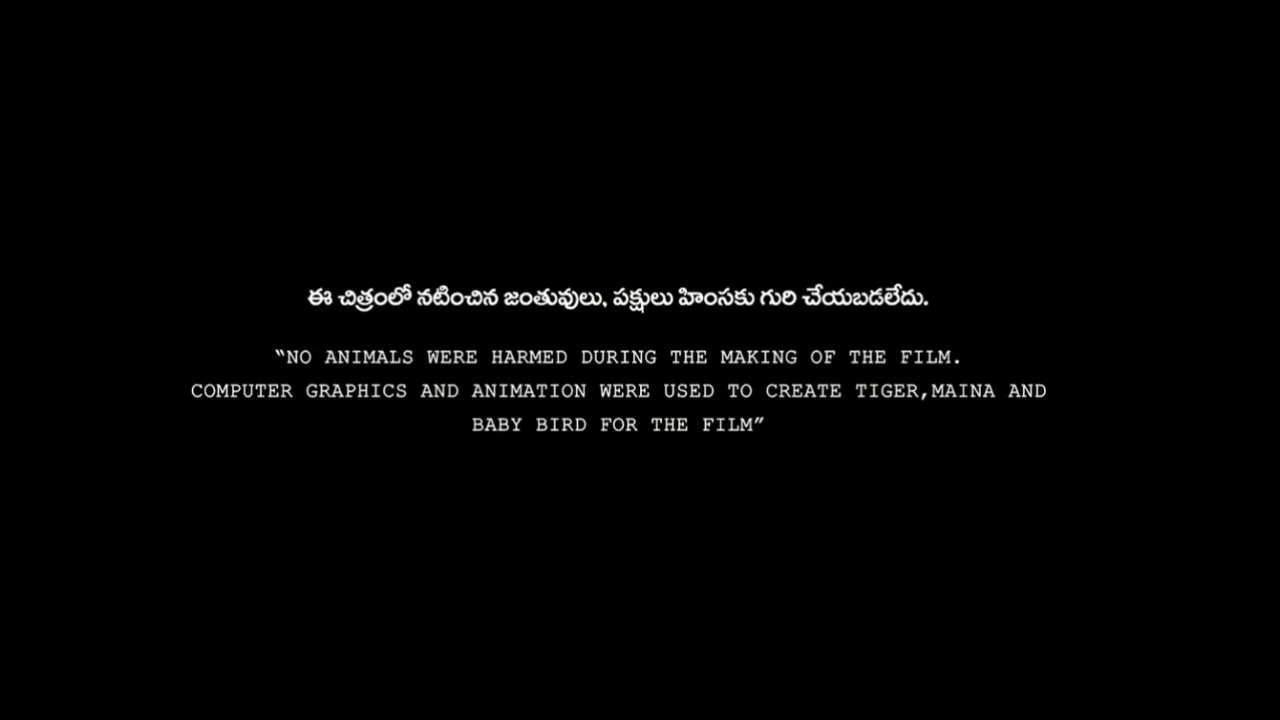 ఈ చిత్రంలో నటించిన జంతువులు, పక్షులు హింసకు గురి చేయబడలేదు.
“NO ANIMALS WERE HARMED DURING THE MAKING OF THE FILM.
COMPUTER GRAPHICS AND ANIMATION WERE USED TO CREATE TIGER,MAINA AND
BABY BIRD FOR THE FILM”